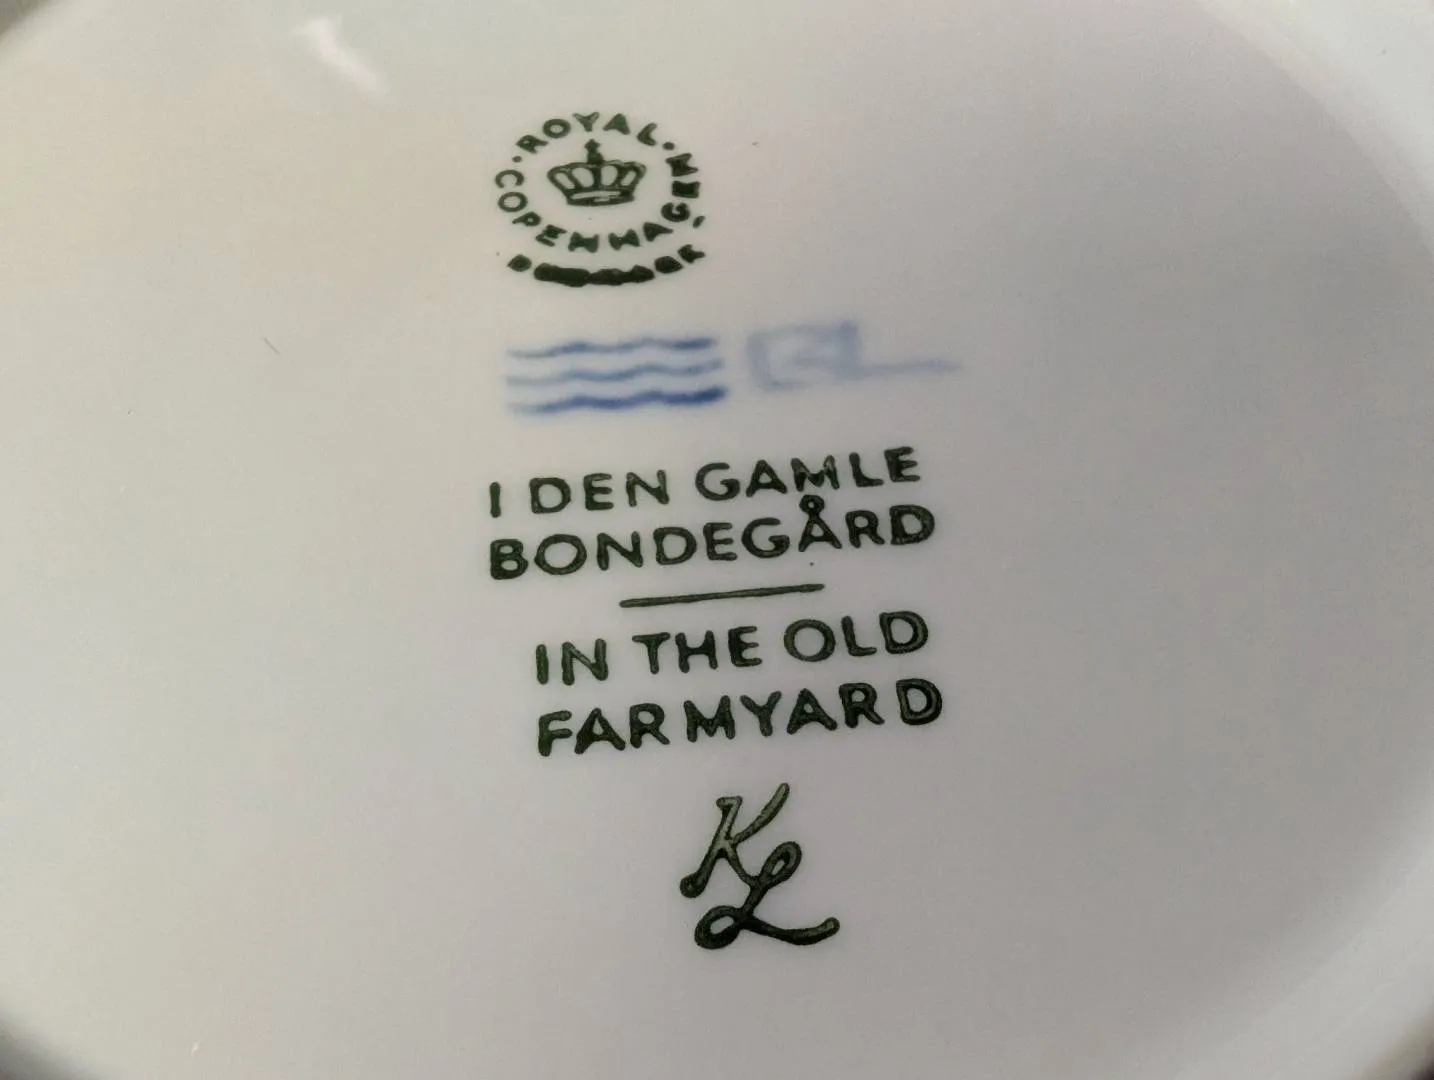 ROYAL
COPENHAGEN
I DEN GAMLE
BONDEGÅRD
IN THE OLD
FARMYARD
KL